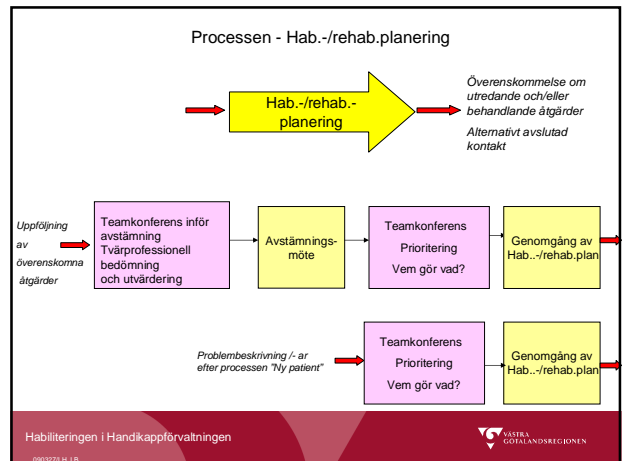 Processen - Hab.-/rehab.planering
Hab.-/rehab.-
planering
Överenskommelse om
utredande och/eller
behandlande åtgärder
Alternativt avslutad
kontakt
Uppföljning
av
överenskomna
åtgärder
Teamkonferens inför
avstämning
Tvärprofessionell
bedömning
och utvärdering
Avstämnings-
möte
Teamkonferens
Prioritering
Vem gör vad?
Genomgång av
Hab..-/rehab.plan
Problembeskrivning /- ar
efter processen "Ny patient"
Teamkonferens
Prioritering
Vem gör vad?
Genomgång av
Hab..-/rehab.plan
Habiliteringen i Handikappförvaltningen
VÄSTRA
GÖTALANDSREGIONEN